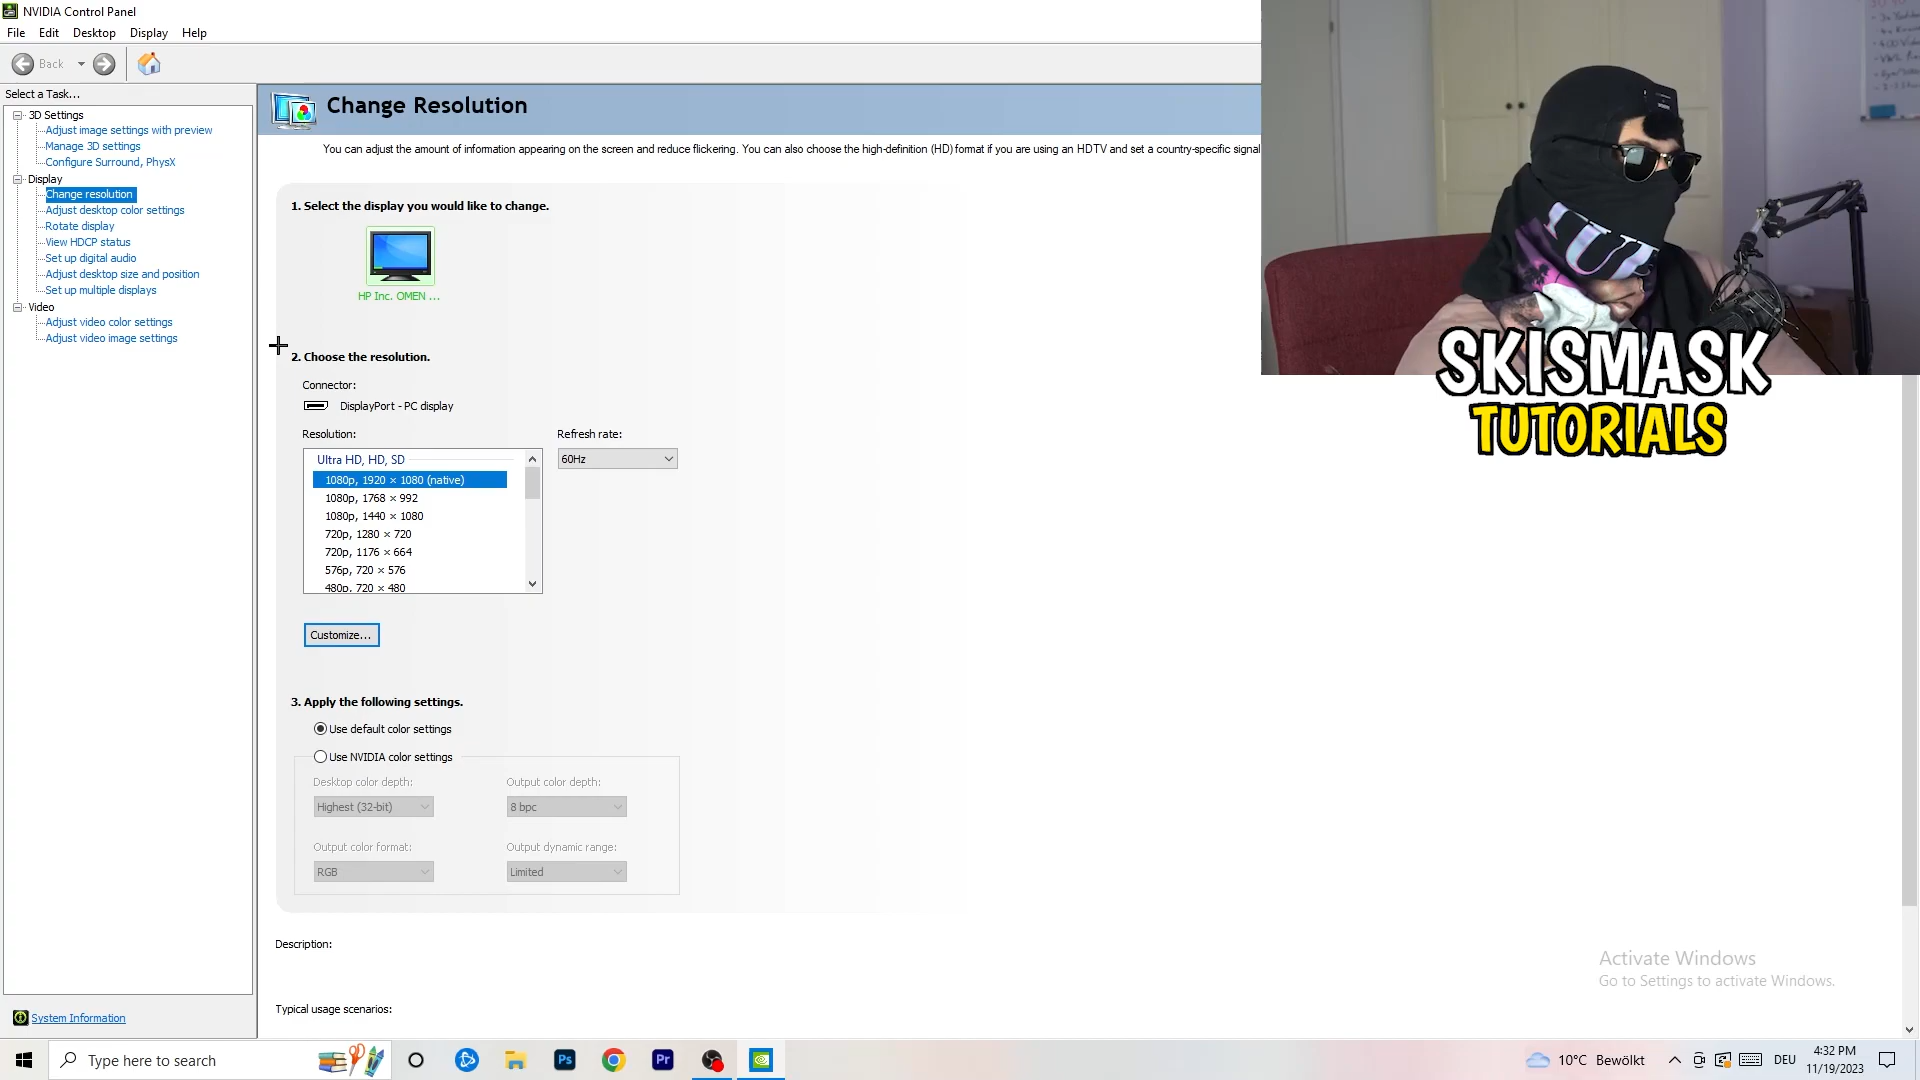 NVIDIA Control Panel
File Edit Desktop Display Help
Back
Select a Task...
3D Settings
Adjust image settings with preview
Manage 3D settings
Configure Surround, PhysX
Display
Change resolution
Adjust desktop color settings
Rotate display
View HDCP status
Set up digital audio
Adjust desktop size and position
Set up multiple displays
Video
Adjust video color settings
Adjust video image settings
System Information
Change Resolution
You can adjust the amount of information appearing on the screen and reduce flickering. You can also choose the high-definition (HD) format if you are using an HDTV and set a country-specific signal
1. Select the display you would like to change.
HP Inc. OMEN ...
2. Choose the resolution.
Connector:
DisplayPort - PC display
Resolution:
Refresh rate:
Ultra HD, HD, SD
60Hz
1080p, 1920 × 1080 (native)
1080p, 1768 × 992
1080p, 1440 × 1080
720p, 1280 × 720
720p, 1176 × 664
576p, 720 × 576
480p, 720 × 480
Customize...
3. Apply the following settings.
Use default color settings
Use NVIDIA color settings
Desktop color depth:
Output color depth:
Highest (32-bit)
8 bpc
Output color format:
Output dynamic range:
RGB
Limited
Description:
Typical usage scenarios:
SKISMASK
TUTORIALS
Activate Windows
Go to Settings to activate Windows.
Type here to search
Ps
Pr
10°C Bewölkt
DEU
4:32 PM
11/19/2023